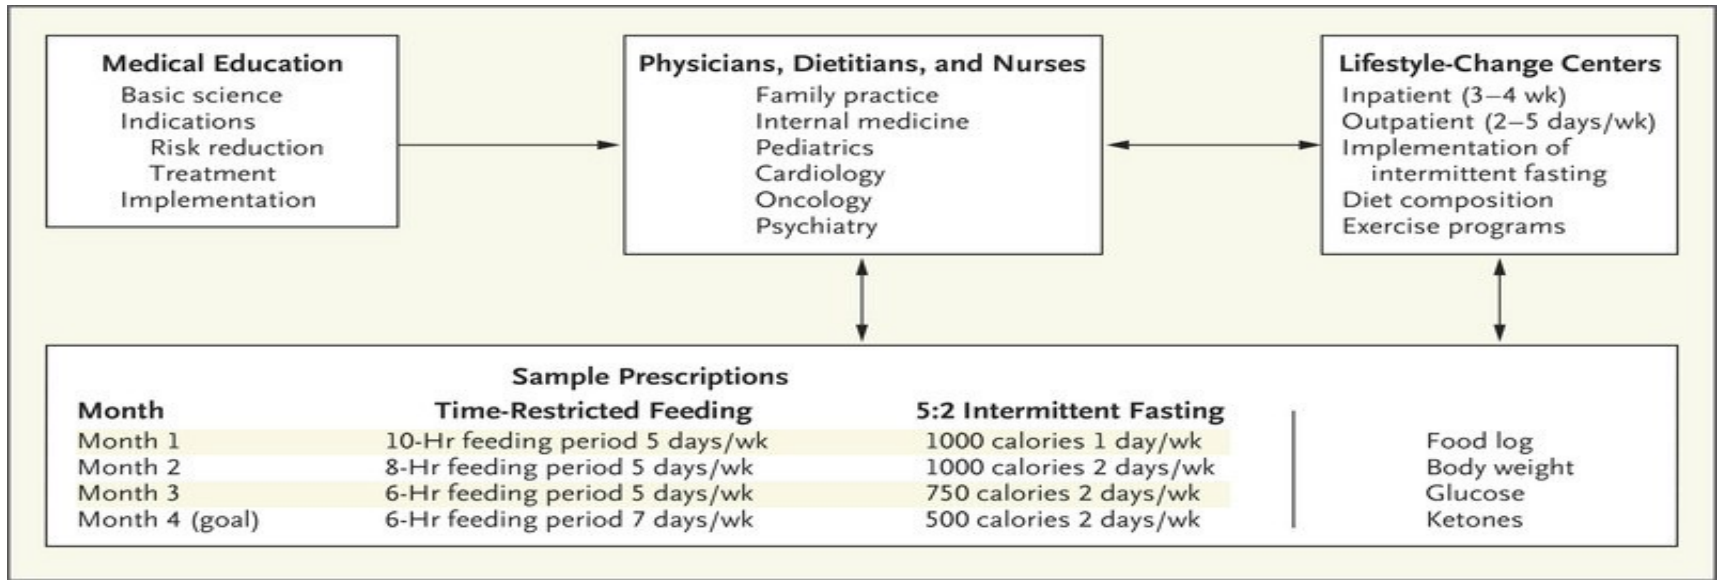 Medical Education
Basic science
Indications
Risk reduction
Treatment
Implementation
Physicians, Dietitians, and Nurses
Family practice
Internal medicine
Pediatrics
Cardiology
Oncology
Psychiatry
Lifestyle-Change Centers
Inpatient (3–4 wk)
Outpatient (2–5 days/wk)
Implementation of
intermittent fasting
Diet composition
Exercise programs
Sample Prescriptions
Month Time-Restricted Feeding 5:2 Intermittent Fasting
Month 1 10-Hr feeding period 5 days/wk 1000 calories 1 day/wk Food log
Month 2 8-Hr feeding period 5 days/wk 1000 calories 2 days/wk Body weight
Month 3 6-Hr feeding period 5 days/wk 750 calories 2 days/wk Glucose
Month 4 (goal) 6-Hr feeding period 7 days/wk 500 calories 2 days/wk Ketones